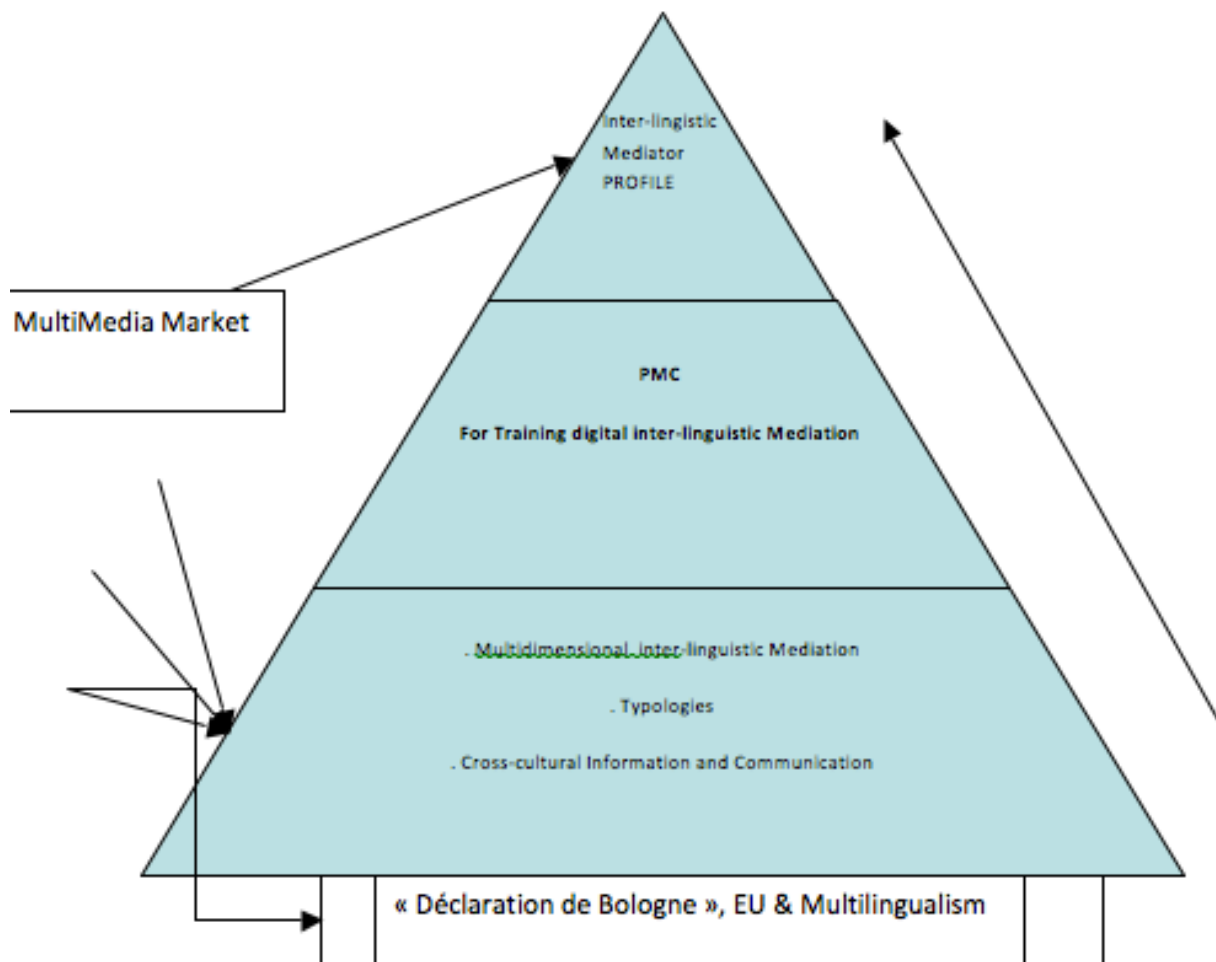 Inter-lingistic
Mediator
PROFILE
MultiMedia Market
PMC
For Training digital inter-linguistic Mediation
. Multidimensional inter-linguistic Mediation
. Typologies
. Cross-cultural Information and Communication
« Déclaration de Bologne », EU & Multilingualism